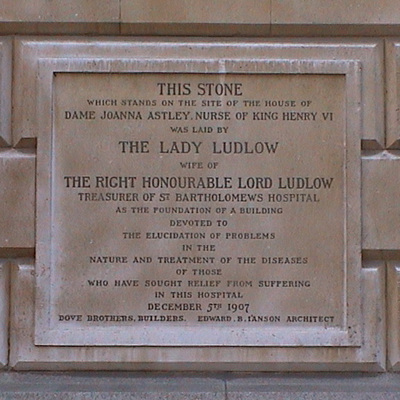 THIS STONE
WHICH STANDS ON THE SITE OF THE HOUSE OF
DAME JOANNA ASTLEY, NURSE OF KING HENRY VI
WAS LAID BY
THE LADY LUDLOW
WIFE OF
THE RIGHT HONOURABLE LORD LUDLOW
TREASURER OF ST BARTHOLOMEWS HOSPITAL
AS THE FOUNDATION OF A BUILDING
DEVOTED TO
THE ELUCIDATION OF PROBLEMS
IN THE
NATURE AND TREATMENT OF THE DISEASES
OF THOSE
WHO HAVE SOUGHT RELIEF FROM SUFFERING
IN THIS HOSPITAL
DECEMBER 5TH 1907
DOVE BROTHERS, BUILDERS. EDWARD. B. I'ANSON ARCHITECT